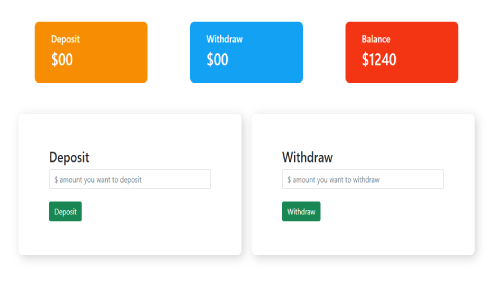 Deposit
$00
Withdraw
$00
Balance
$1240
Deposit
$ amount you want to deposit
Deposit
Withdraw
$ amount you want to withdraw
Withdraw